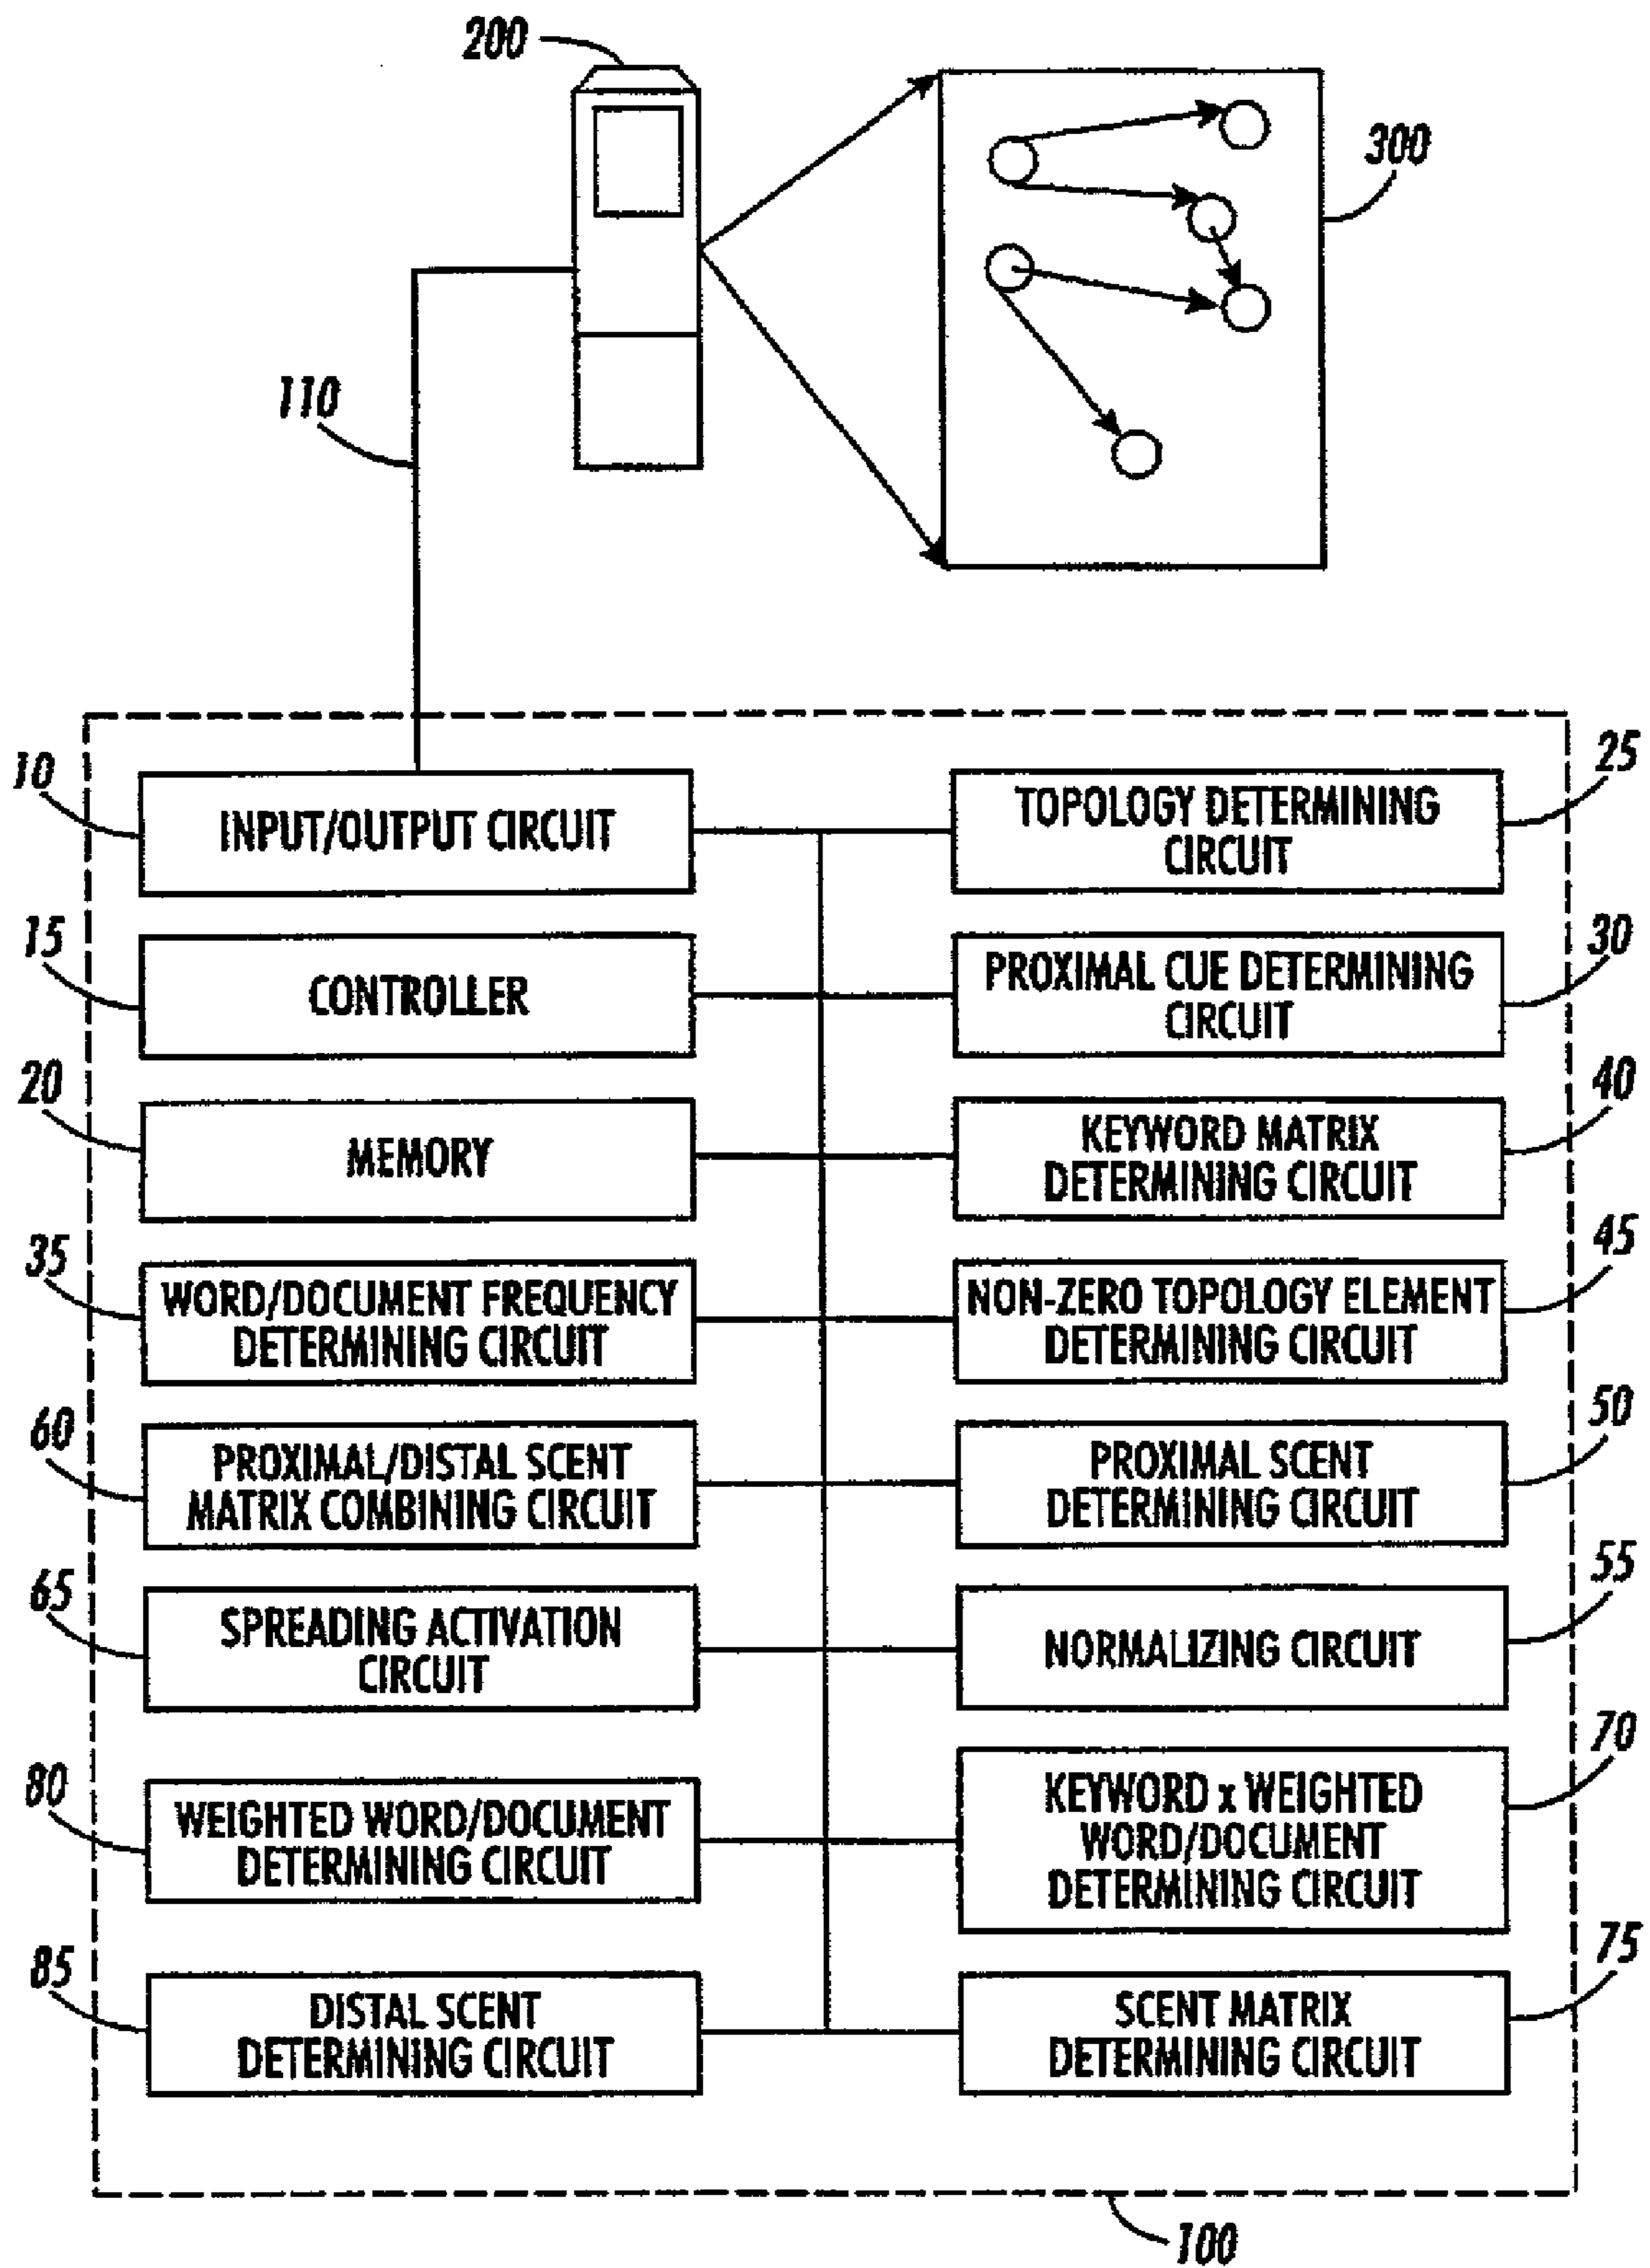 200
300
110
10
INPUT/OUTPUT CIRCUIT
25
TOPOLOGY DETERMINING
CIRCUIT
15
CONTROLLER
30
PROXIMAL CUE DETERMINING
CIRCUIT
20
MEMORY
40
KEYWORD MATRIX
DETERMINING CIRCUIT
35
WORD/DOCUMENT FREQUENCY
DETERMINING CIRCUIT
45
NON-ZERO TOPOLOGY ELEMENT
DETERMINING CIRCUIT
60
PROXIMAL/DISTAL SCENT
MATRIX COMBINING CIRCUIT
50
PROXIMAL SCENT
DETERMINING CIRCUIT
65
SPREADING ACTIVATION
CIRCUIT
55
NORMALIZING CIRCUIT
80
WEIGHTED WORD/DOCUMENT
DETERMINING CIRCUIT
70
KEYWORD x WEIGHTED
WORD/DOCUMENT
DETERMINING CIRCUIT
85
DISTAL SCENT
DETERMINING CIRCUIT
75
SCENT MATRIX
DETERMINING CIRCUIT
100